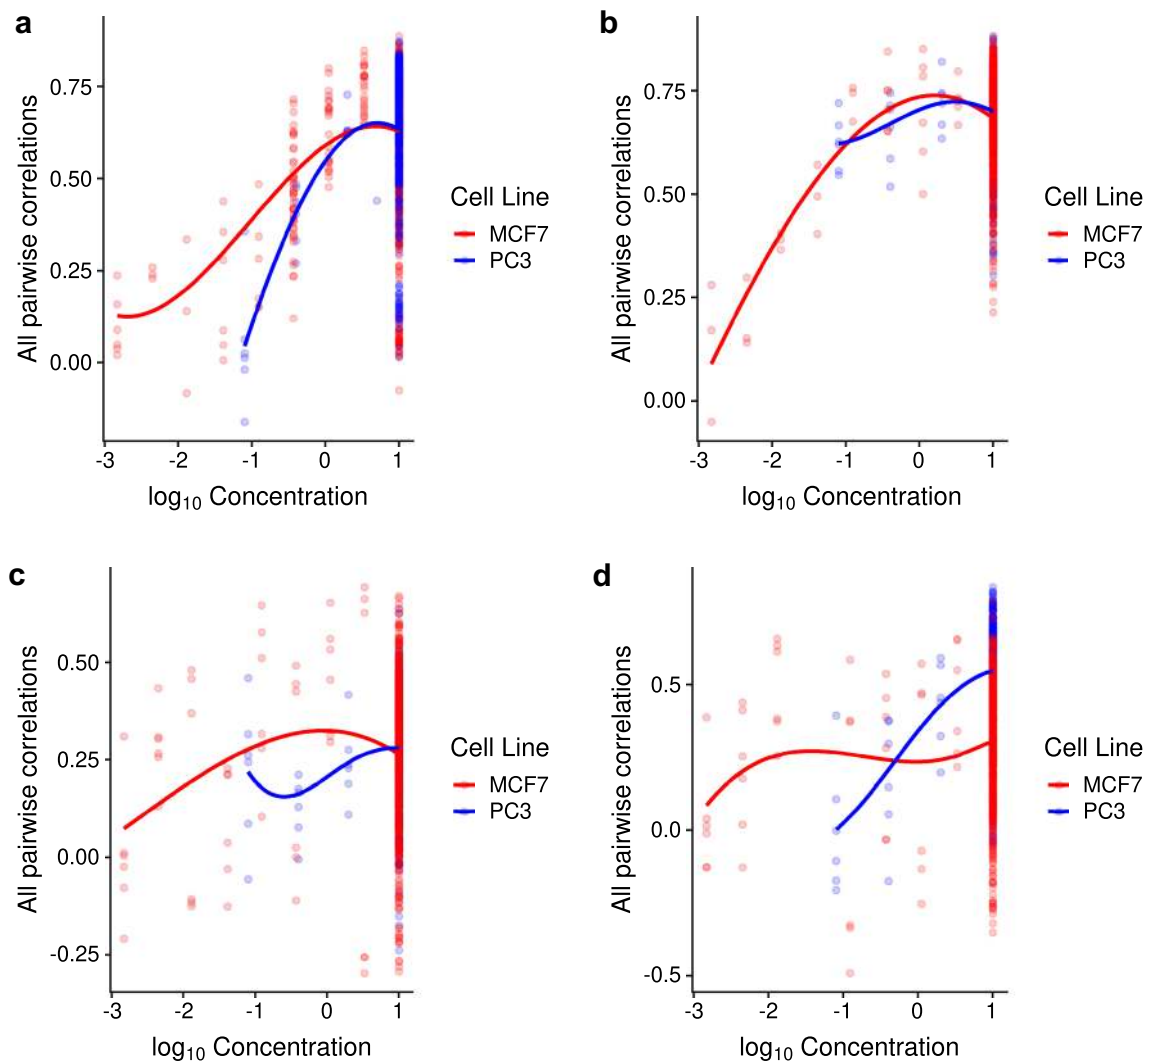 a
All pairwise correlations
0.75
0.50
0.25
0.00
-3 -2 -1 0 1
log10 Concentration
Cell Line
MCF7
PC3
b
All pairwise correlations
0.75
0.50
0.25
0.00
-3 -2 -1 0 1
log10 Concentration
Cell Line
MCF7
PC3
c
All pairwise correlations
0.50
0.25
0.00
-0.25
-3 -2 -1 0 1
log10 Concentration
Cell Line
MCF7
PC3
d
All pairwise correlations
0.5
0.0
-0.5
-3 -2 -1 0 1
log10 Concentration
Cell Line
MCF7
PC3